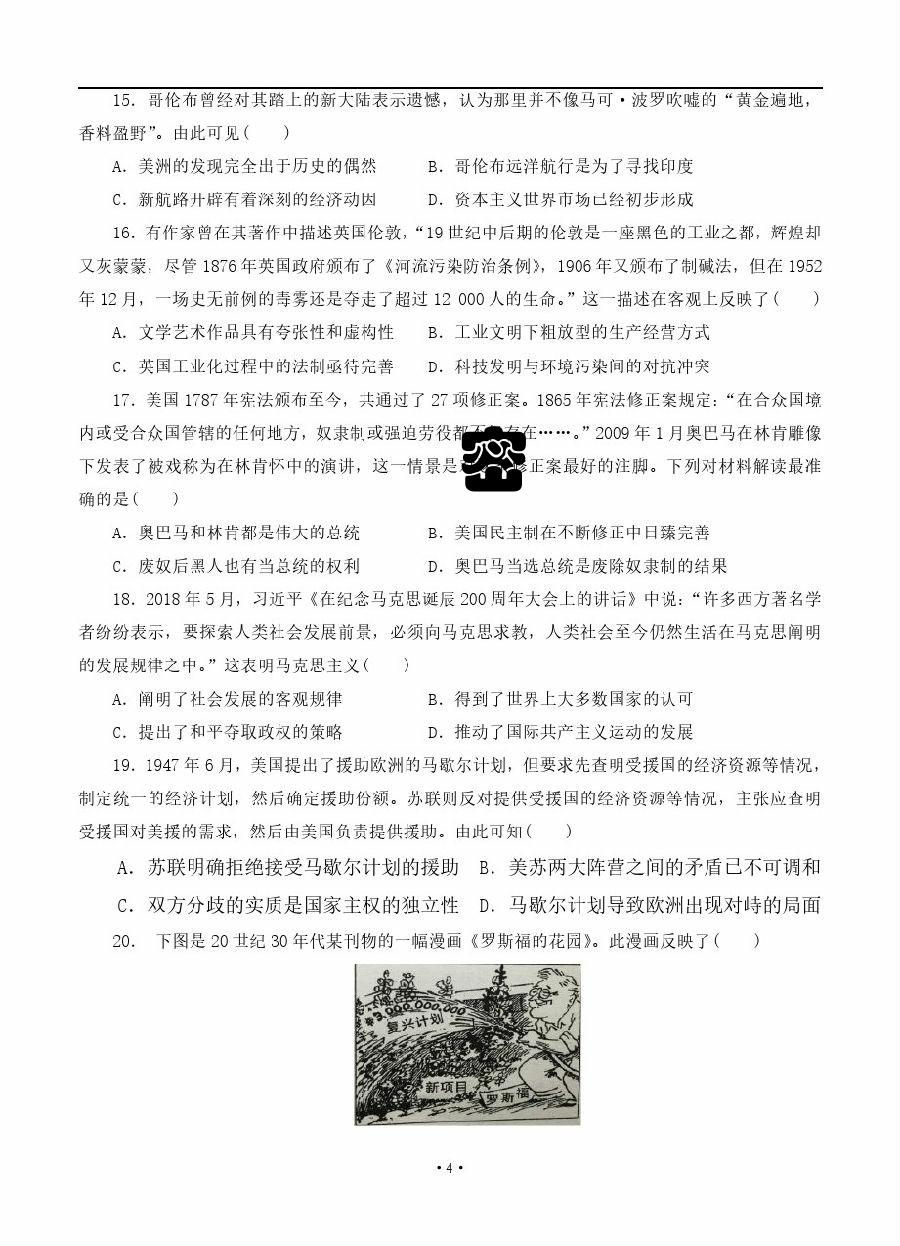 15．哥伦布曾经对其踏上的新大陆表示遗憾，认为那里并不像马可·波罗吹嘘的“黄金遍地，
香料盈野”。由此可见(　　)
A．美洲的发现完全出于历史的偶然　　B．哥伦布远洋航行是为了寻找印度
C．新航路开辟有着深刻的经济动因　　D．资本主义世界市场已经初步形成
16．有作家曾在其著作中描述英国伦敦，“19世纪中后期的伦敦是一座黑色的工业之都，辉煌却
又灰蒙蒙，尽管1876年英国政府颁布了《河流污染防治条例》，1906年又颁布了制碱法，但在1952
年12月，一场史无前例的毒雾还是夺走了超过12 000人的生命。”这一描述在客观上反映了(　　)
A．文学艺术作品具有夸张性和虚构性　　B．工业文明下粗放型的生产经营方式
C．英国工业化过程中的法制亟待完善　　D．科技发明与环境污染间的对抗冲突
17．美国1787年宪法颁布至今，共通过了27项修正案。1865年宪法修正案规定：“在合众国境
内或受合众国管辖的任何地方，奴隶制或强迫劳役都 存在……。”2009年1月奥巴马在林肯雕像
下发表了被戏称为在林肯怀中的演讲，这一情景是 修正案最好的注脚。下列对材料解读最准
确的是(　　)
A．奥巴马和林肯都是伟大的总统　　B．美国民主制在不断修正中日臻完善
C．废奴后黑人也有当总统的权利　　D．奥巴马当选总统是废除奴隶制的结果
18．2018年5月，习近平《在纪念马克思诞辰200周年大会上的讲话》中说：“许多西方著名学
者纷纷表示，要探索人类社会发展前景，必须向马克思求教，人类社会至今仍然生活在马克思阐明
的发展规律之中。”这表明马克思主义(　　)
A．阐明了社会发展的客观规律　　B．得到了世界上大多数国家的认可
C．提出了和平夺取政权的策略　　D．推动了国际共产主义运动的发展
19．1947年6月，美国提出了援助欧洲的马歇尔计划，但要求先查明受援国的经济资源等情况，
制定统一的经济计划，然后确定援助份额。苏联则反对提供受援国的经济资源等情况，主张应查明
受援国对美援的需求，然后由美国负责提供援助。由此可知(　　)
A．苏联明确拒绝接受马歇尔计划的援助　B．美苏两大阵营之间的矛盾已不可调和
C．双方分歧的实质是国家主权的独立性　D．马歇尔计划导致欧洲出现对峙的局面
20．　下图是20世纪30年代某刊物的一幅漫画《罗斯福的花园》。此漫画反映了(　　)
$3,000,000,000
复兴计划
新项目
罗斯福
·4·